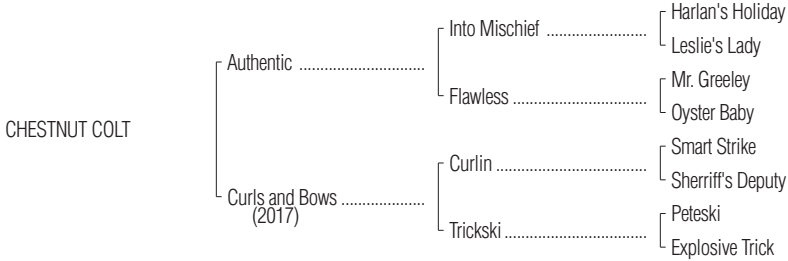 Harlan's Holiday
Into Mischief
Leslie's Lady
Authentic
Mr. Greeley
Flawless
Oyster Baby
CHESTNUT COLT
Smart Strike
Curlin
Sherriff's Deputy
Curls and Bows
(2017)
Peteski
Trickski
Explosive Trick